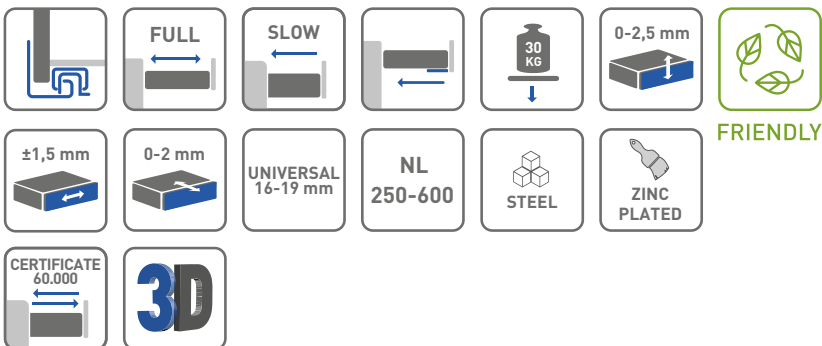 FULL
SLOW
30
KG
0-2,5 mm
FRIENDLY
±1,5 mm
0-2 mm
UNIVERSAL
16-19 mm
NL
250-600
STEEL
ZINC
PLATED
CERTIFICATE
60.000
3D